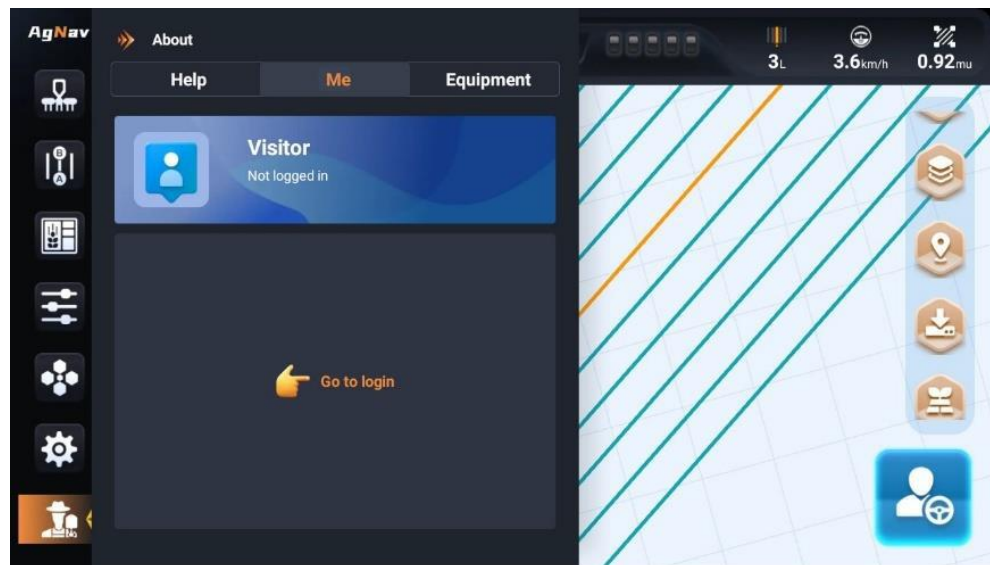 AgNav
About
Help
Me
Equipment
Visitor
Not logged in
Go to login
B
A
3L
3.6km/h
0.92mu